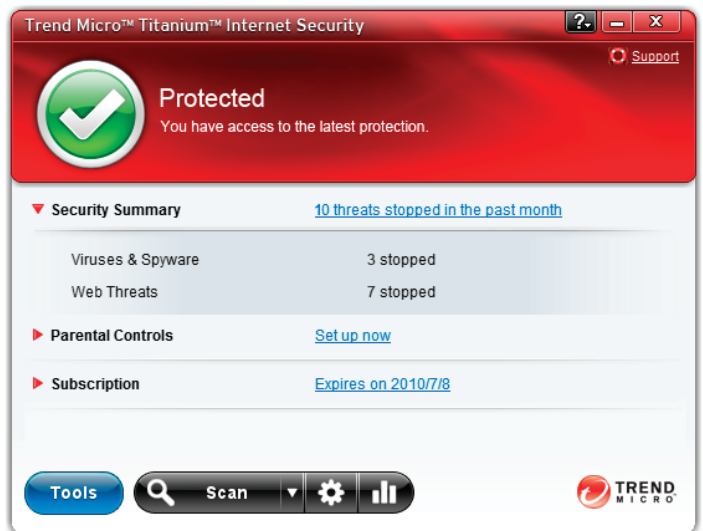 Trend Micro™ Titanium™ Internet Security
?
Support
Protected
You have access to the latest protection.
Security Summary 10 threats stopped in the past month
Viruses & Spyware 3 stopped
Web Threats 7 stopped
Parental Controls Set up now
Subscription Expires on 2010/7/8
Tools Scan
TREND
MICRO